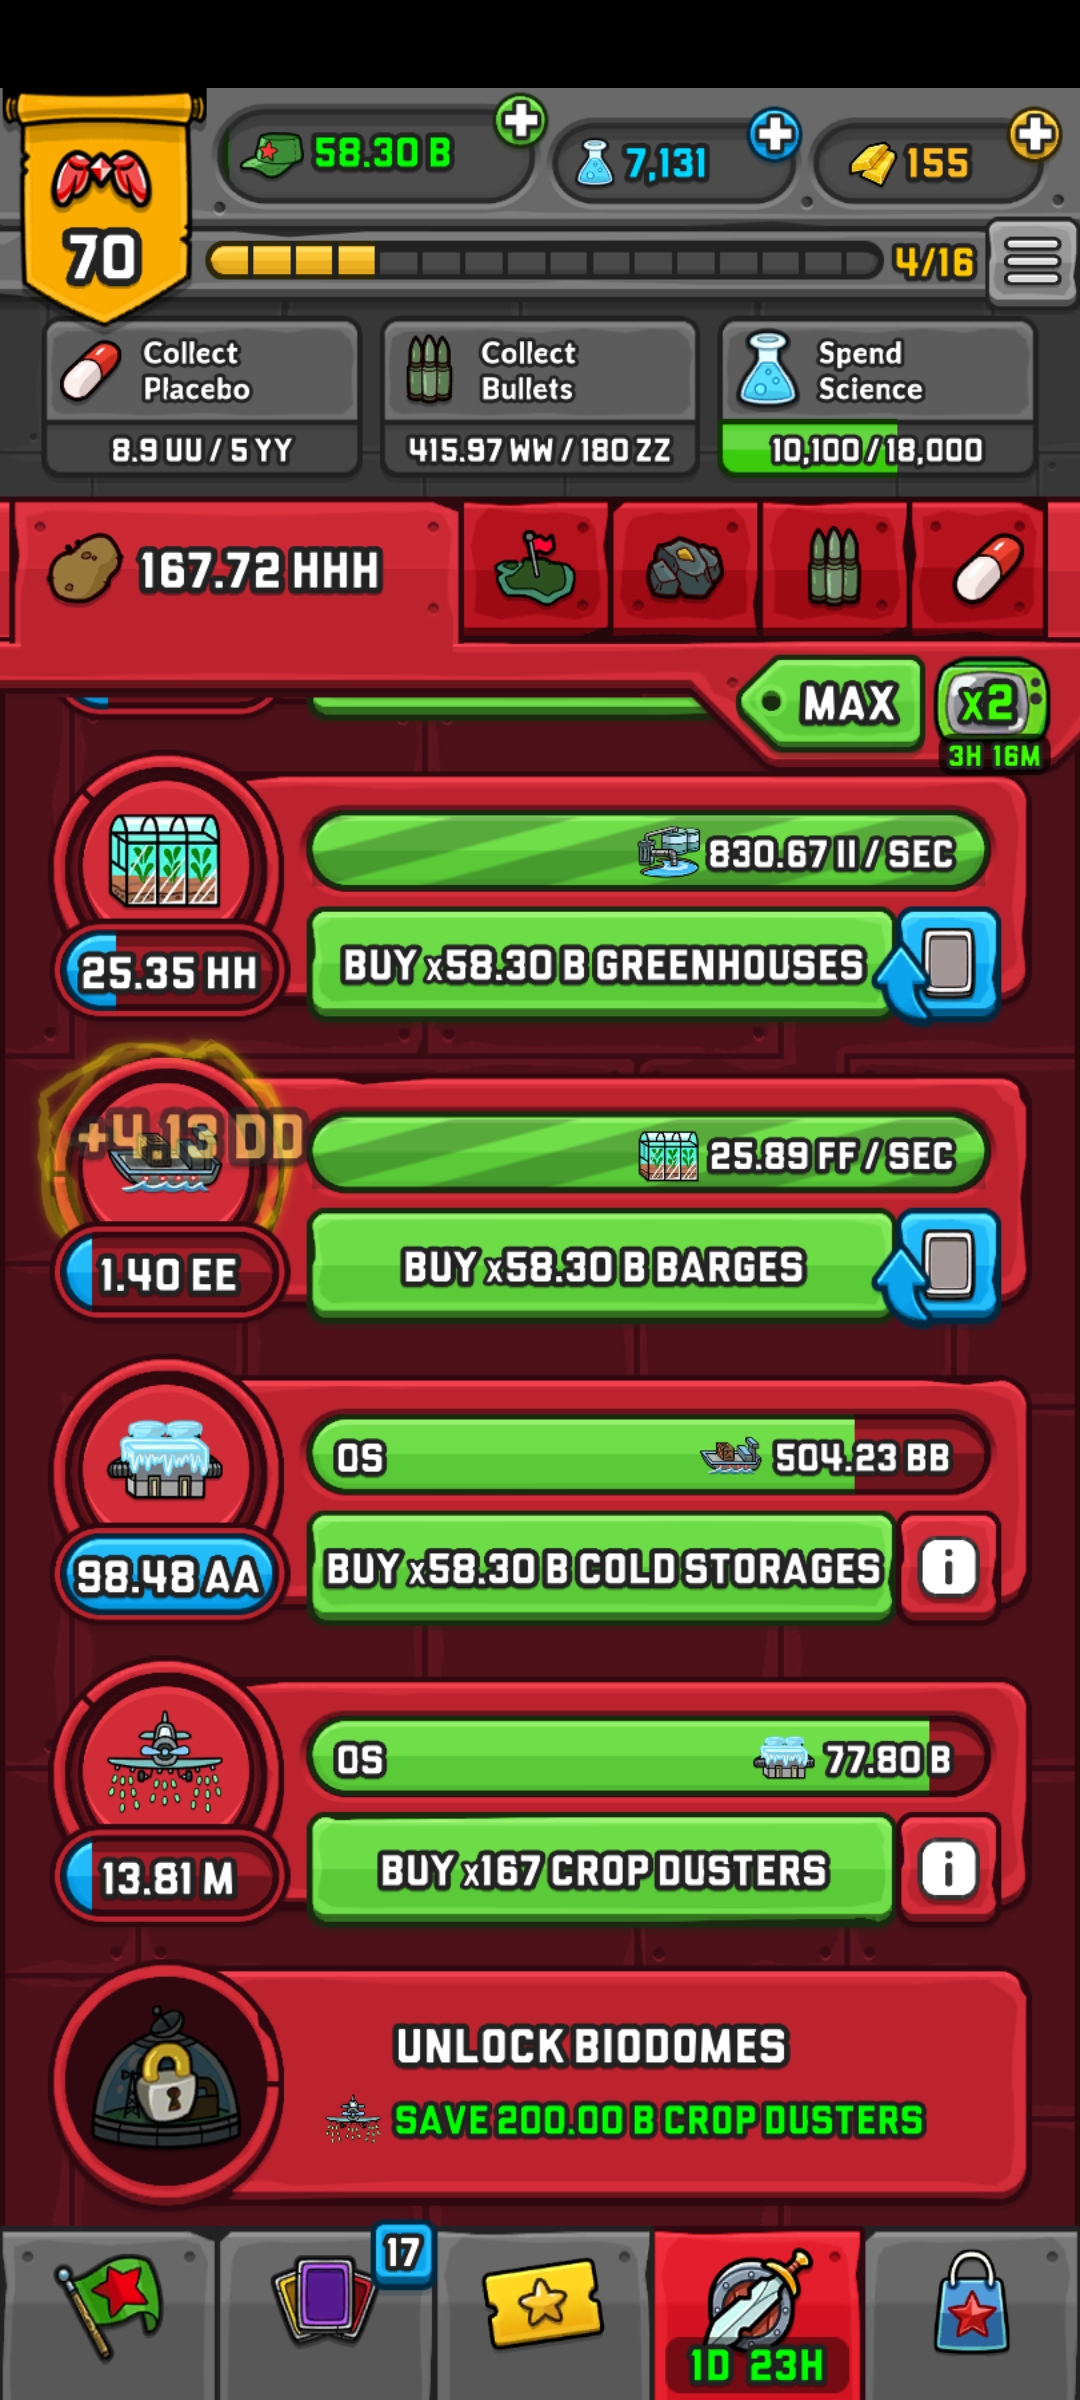 58.30 B
7,131
155
70
4/16
Collect
Placebo
8.9 UU / 5 YY
Collect
Bullets
415.97 WW / 180 ZZ
Spend
Science
10,100 / 18,000
167.72 HHH
MAX
x2
3H 16M
830.67 II / SEC
25.35 HH
BUY x58.30 B GREENHOUSES
+4.13 DD
25.89 FF / SEC
1.40 EE
BUY x58.30 B BARGES
0S
504.23 BB
98.48 AA
BUY x58.30 B COLD STORAGES
i
0S
77.80 B
13.81 M
BUY x167 CROP DUSTERS
i
UNLOCK BIODOMES
SAVE 200.00 B CROP DUSTERS
17
1D 23H